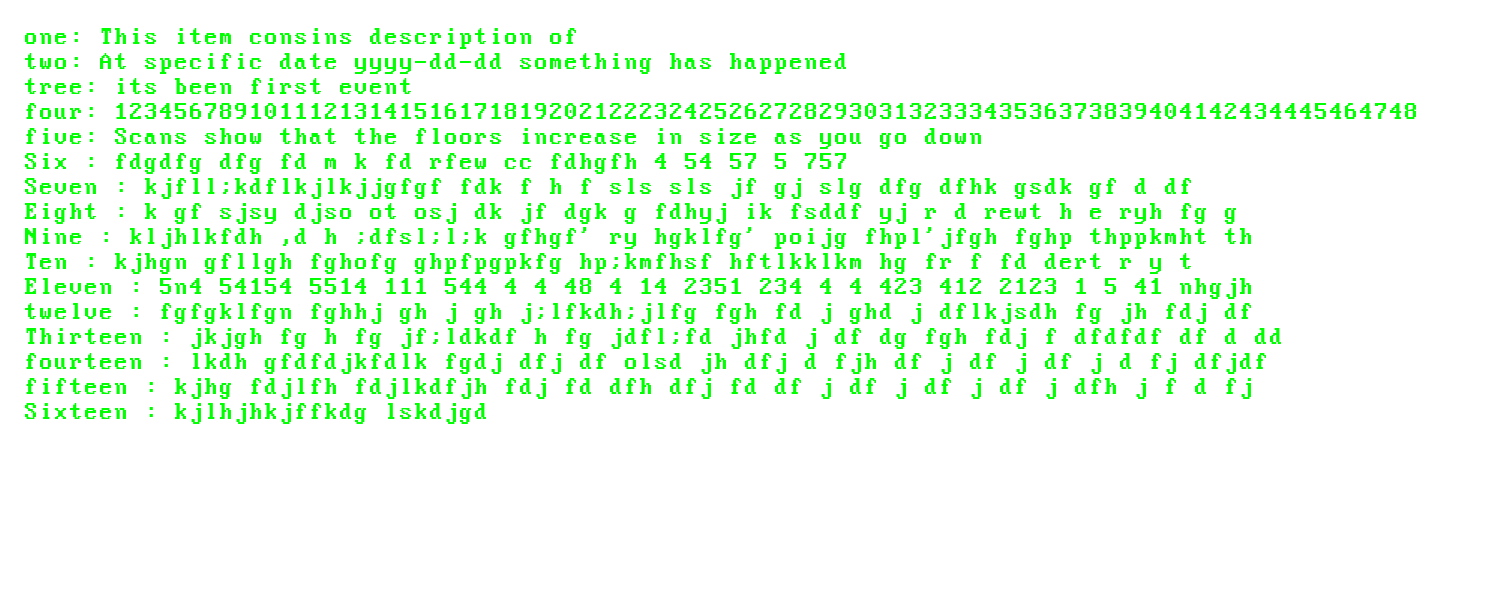 one: This item consins description of
two: At specific date yyyy-dd-dd something has happened
tree: its been first event
four: 123456789101112131415161718192021222324252627282930313233343536373839404142434445464748
five: Scans show that the floors increase in size as you go down
Six : fdgdfg dfg fd m k fd rfew cc fdhgfh 4 54 57 5 757
Seven : kjfll;kdflkjlkjjgfgf fdk f h f sls sls jf gj slg dfg dfhk gsdk gf d df
Eight : k gf sjsy djso ot osj dk jf dgk g fdhyj ik fsddf yj r d rewt h e ryh fg g
Nine : kljhlkfdh ,d h ;dfsl;l;k gfhgf' ry hgklfg' poijg fhpl'jfgh fghp thppkmht th
Ten : kjhgn gfllgh fghofg ghpfpgpkfg hp;kmfhsf hftlkklkm hg fr f fd dert r y t
Eleven : 5n4 54154 5514 111 544 4 4 48 4 14 2351 234 4 4 423 412 2123 1 5 41 nhgjh
twelve : fgfgklfgn fghhj gh j gh j;lfkdh;jlfg fgh fd j ghd j dflkjsdh fg jh fdj df
Thirteen : jkjgh fg h fg jf;ldkdf h fg jdfl;fd jhfd j df dg fgh fdj f dfdfdf df d dd
fourteen : lkdh gfdfdjkfdlk fgdj dfj df olsd jh dfj d fjh df j df j df j d fj dfjdf
fifteen : kjhg fdjlfh fdjlkdfjh fdj fd dfh dfj fd df j df j df j df j dfh j f d fj
Sixteen : kjlhjhkjffkdg lskdjgd